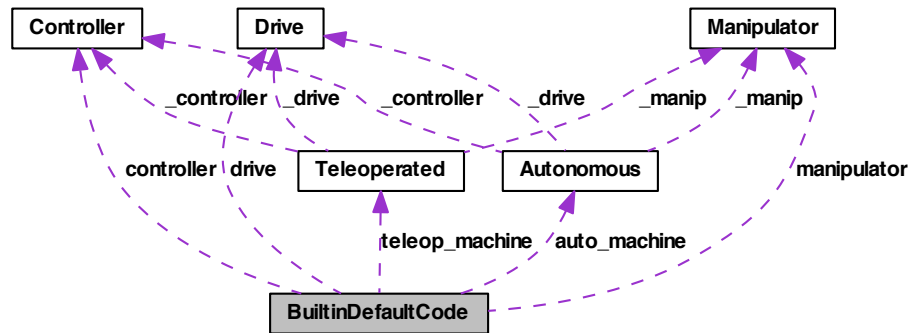 Controller Drive Manipulator
_controller _drive _controller _drive _manip _manip
controller drive Teleoperated Autonomous manipulator
teleop_machine auto_machine
BuiltinDefaultCode